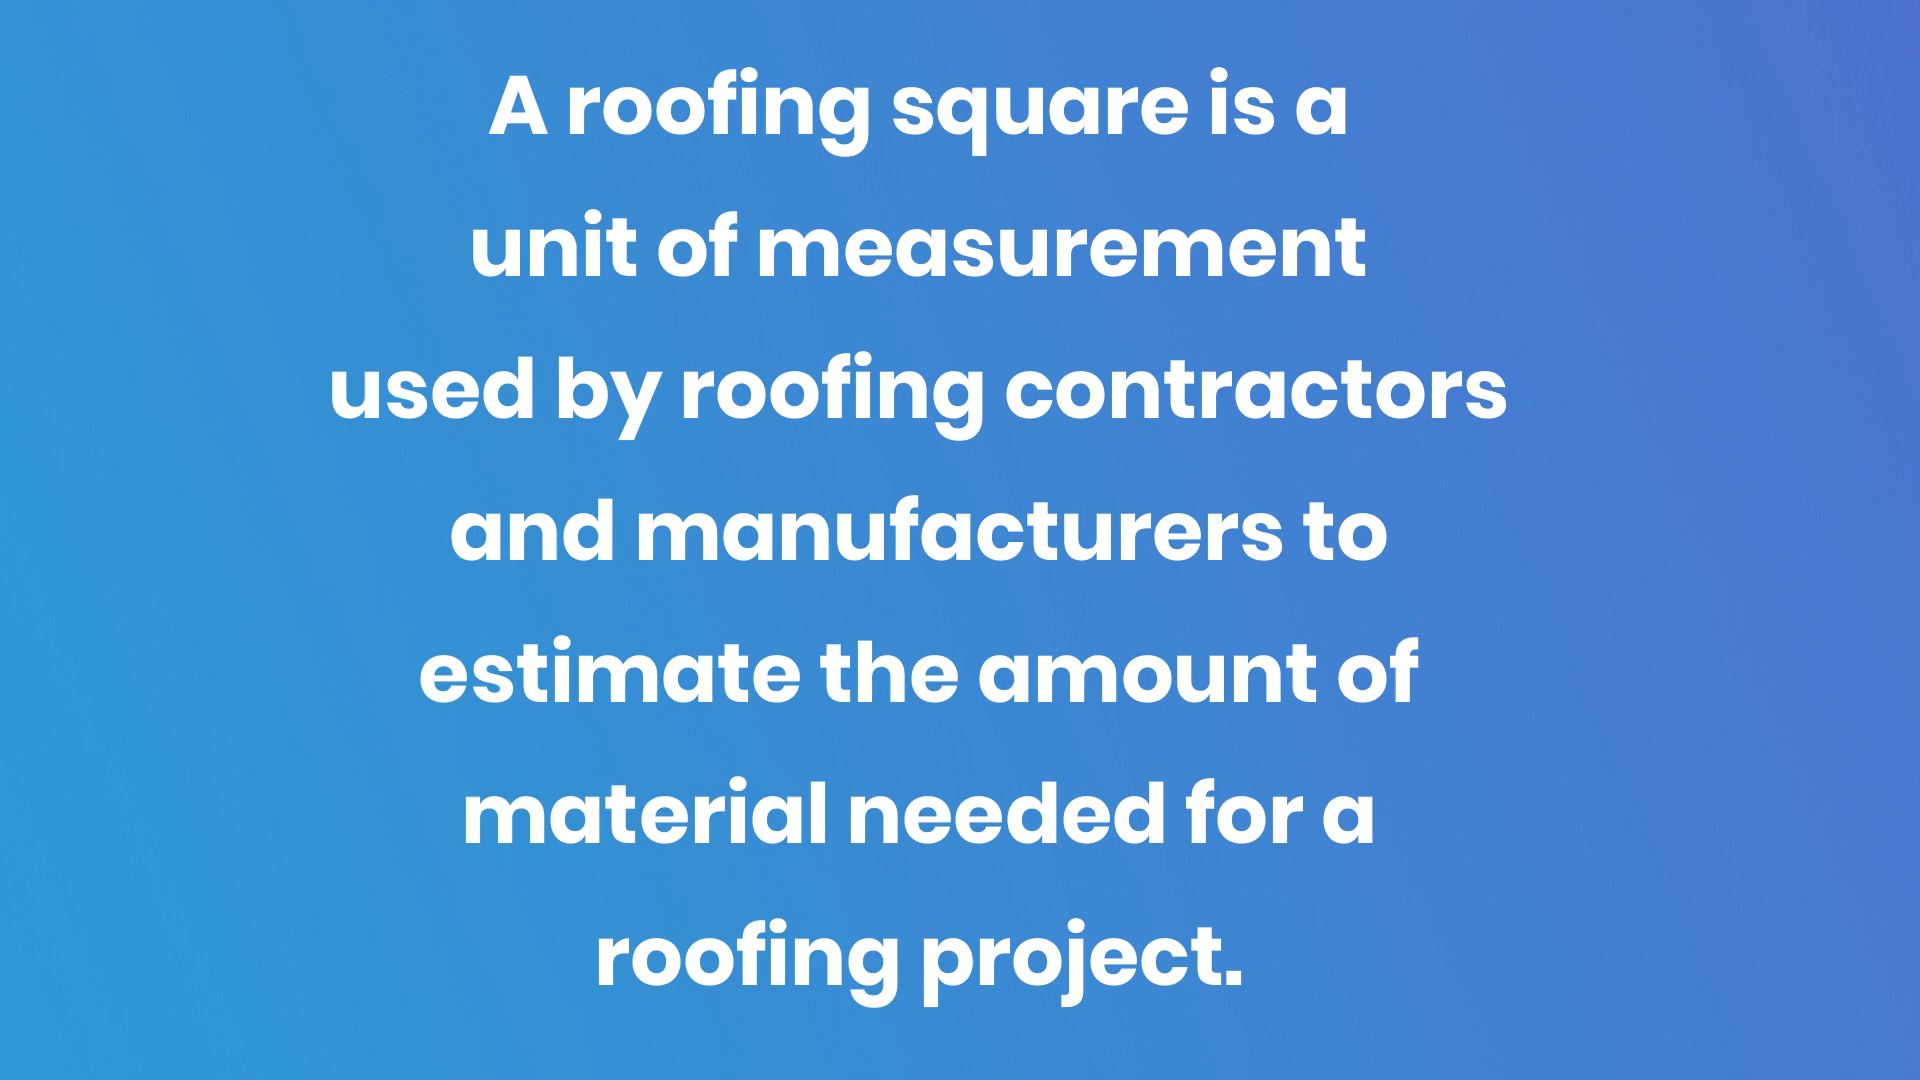 A roofing square is a
unit of measurement
used by roofing contractors
and manufacturers to
estimate the amount of
material needed for a
roofing project.